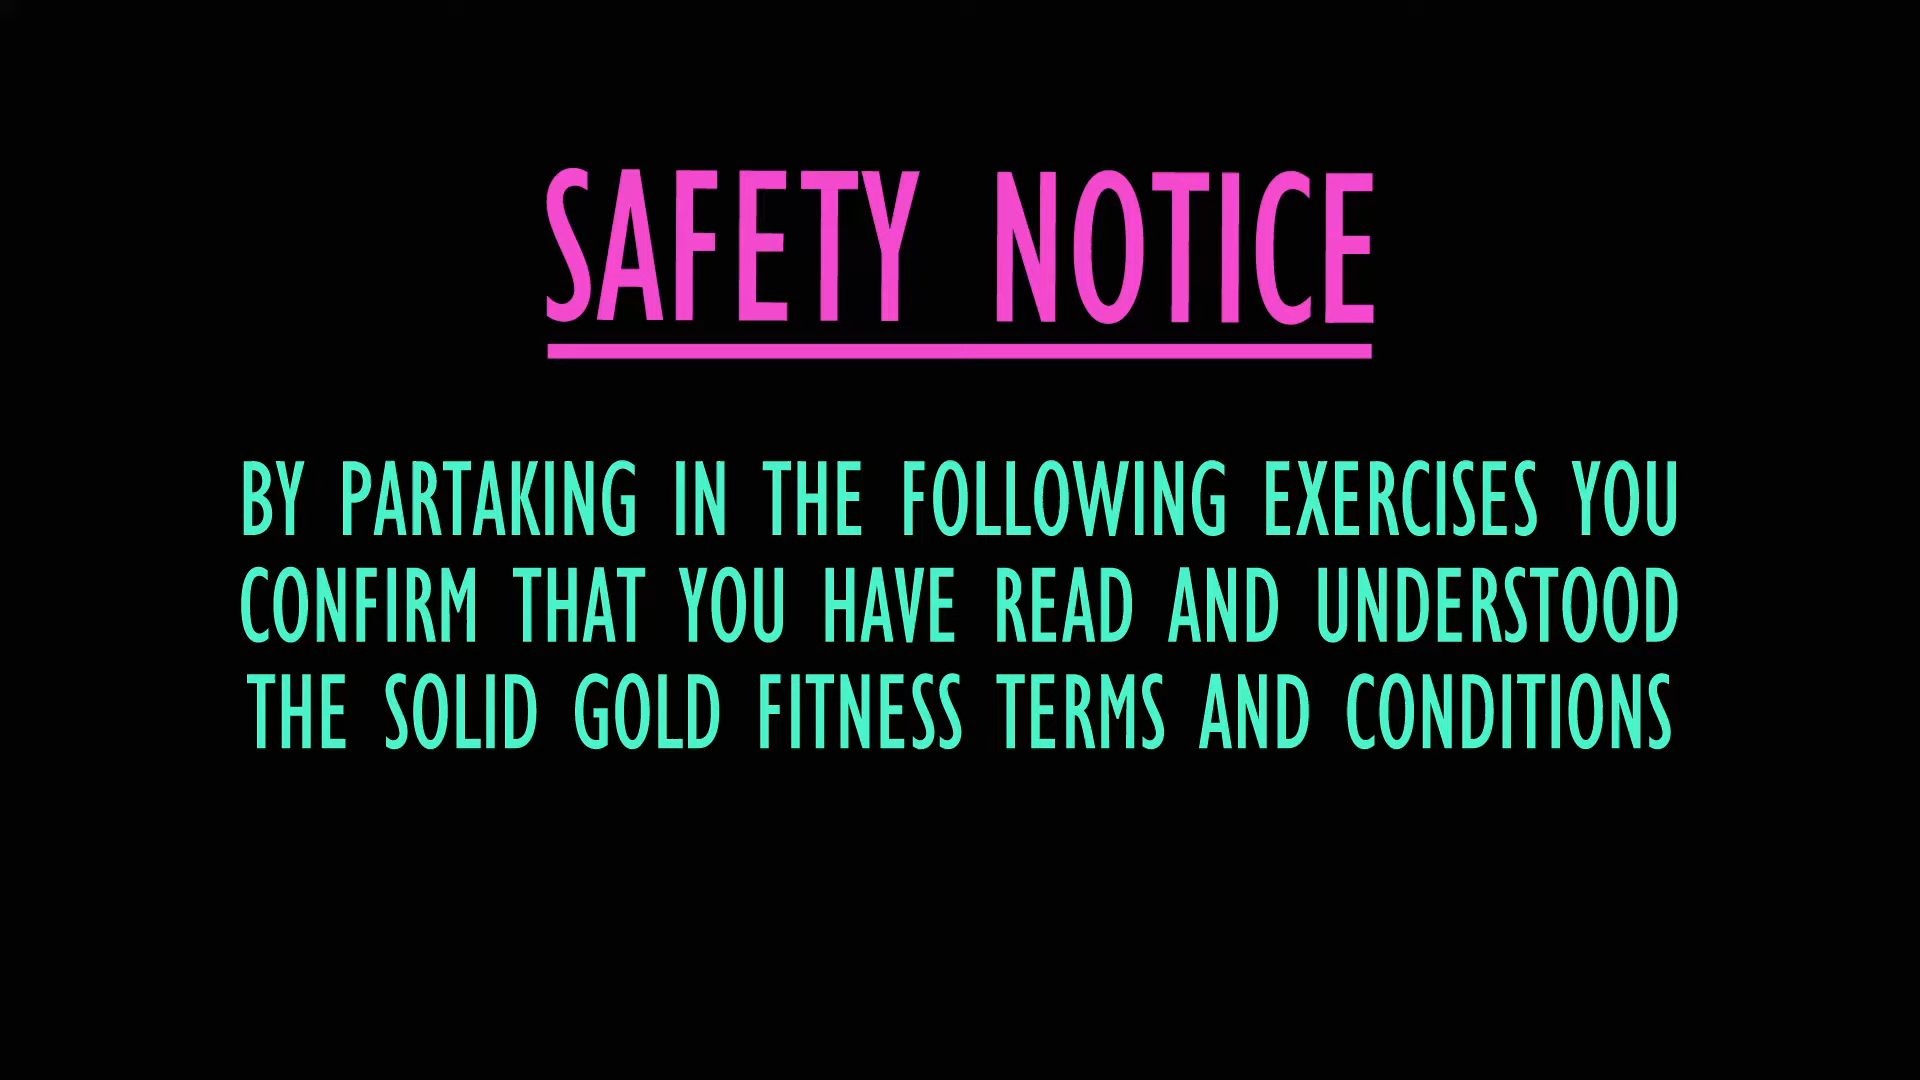 SAFETY NOTICE
BY PARTAKING IN THE FOLLOWING EXERCISES YOU
CONFIRM THAT YOU HAVE READ AND UNDERSTOOD
THE SOLID GOLD FITNESS TERMS AND CONDITIONS